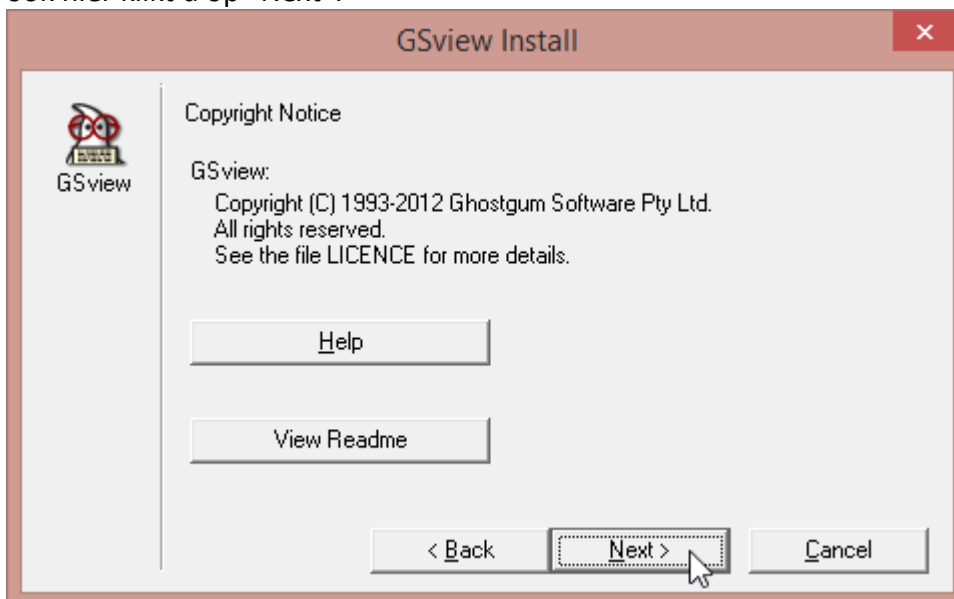 GSview Install
GSview
Copyright Notice
GSview:
Copyright (C) 1993-2012 Ghostgum Software Pty Ltd.
All rights reserved.
See the file LICENCE for more details.
Help
View Readme
< Back
Next >
Cancel